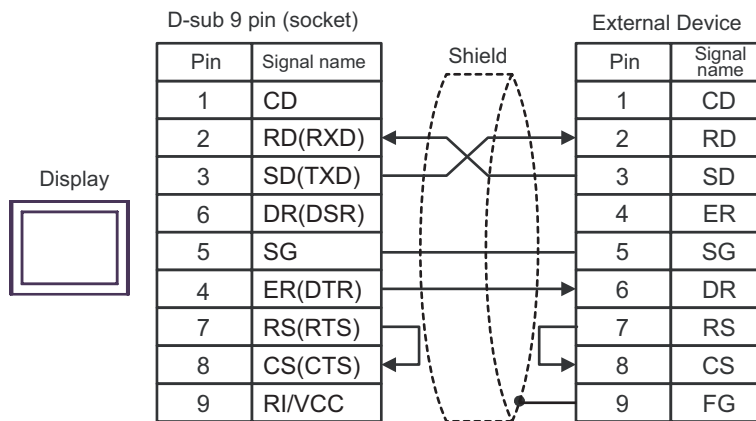 D-sub 9 pin (socket)
External Device
Shield
Display
Pin Signal name
1 CD
2 RD(RXD)
3 SD(TXD)
6 DR(DSR)
5 SG
4 ER(DTR)
7 RS(RTS)
8 CS(CTS)
9 RI/VCC
Pin Signal name
1 CD
2 RD
3 SD
4 ER
5 SG
6 DR
7 RS
8 CS
9 FG